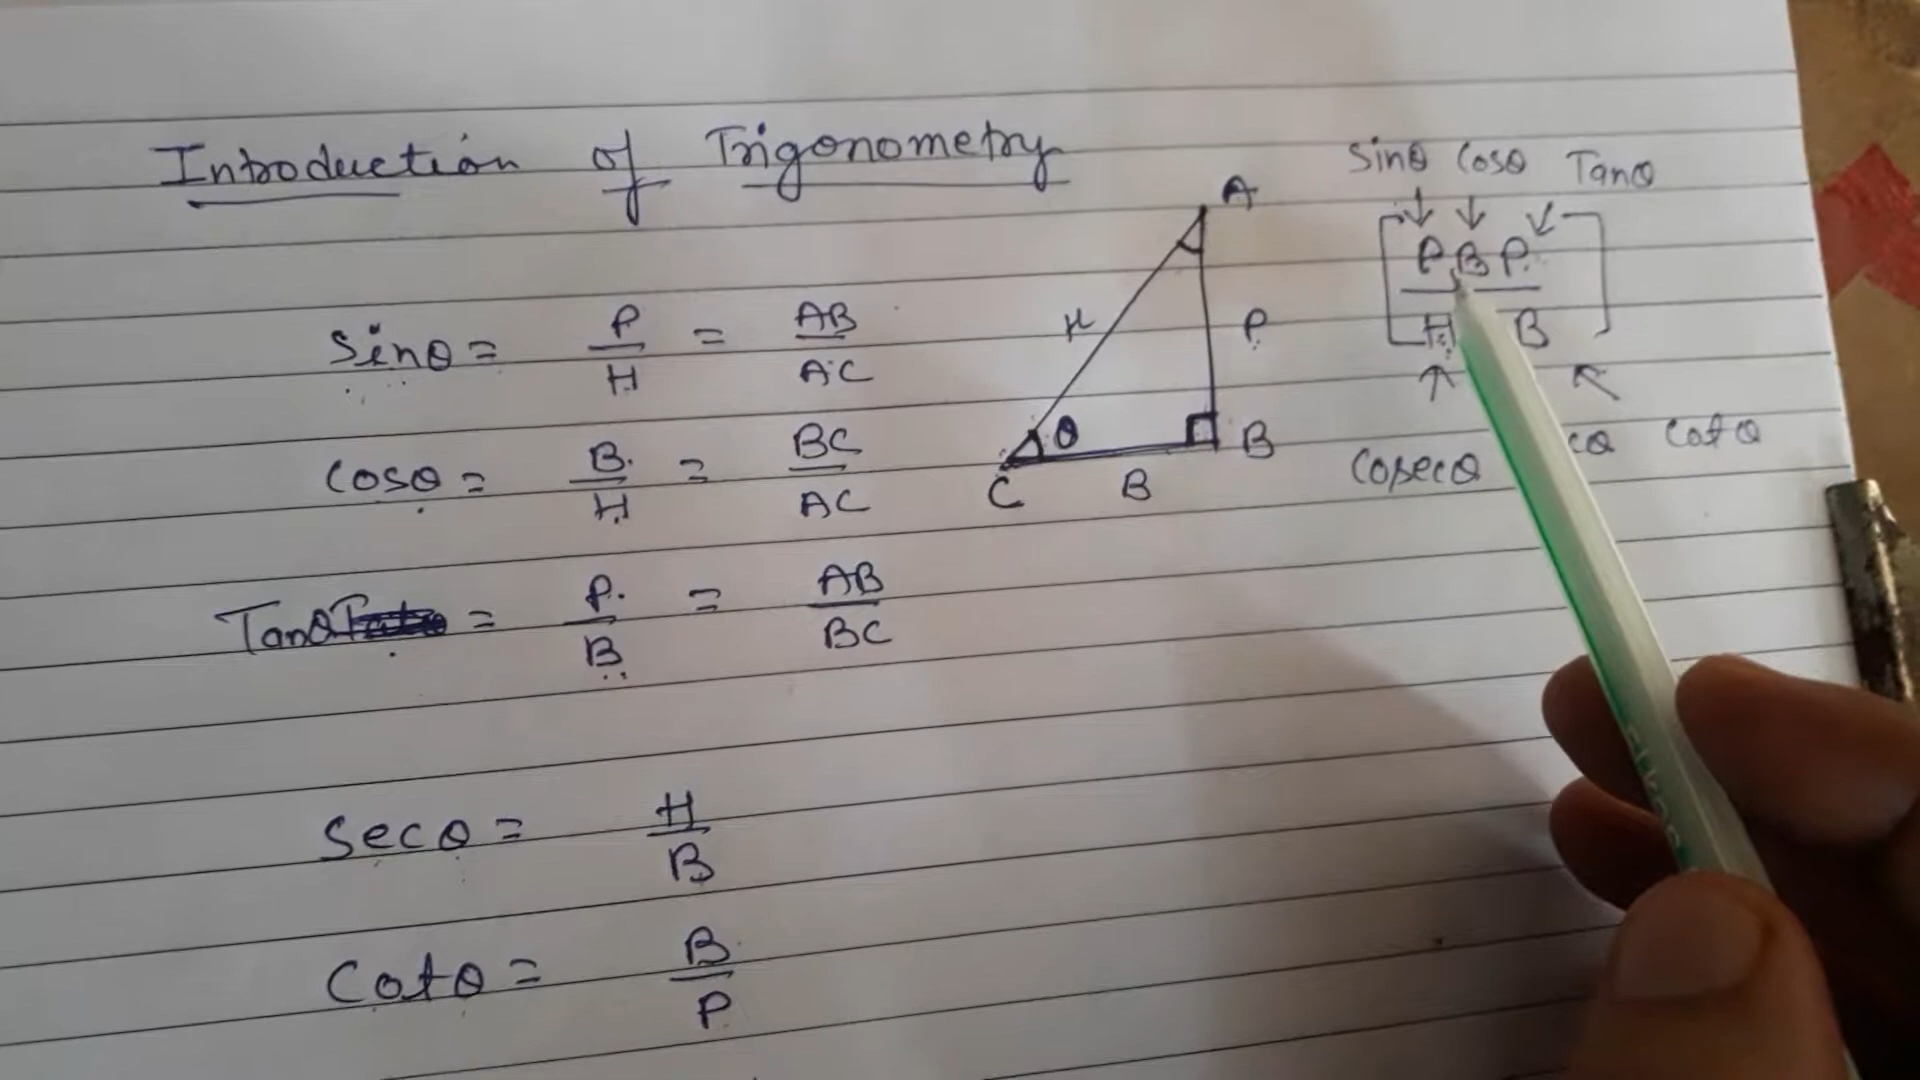 Introduction of Trigonometry
Sinθ Cosθ Tanθ
P B P
H B
Cosecθ cθ Cotθ
A
H P
θ
C B B
Sinθ = P/H = AB/AC
Cosθ = B/H = BC/AC
Tanθ = P/B = AB/BC
Secθ = H/B
Cotθ = B/P